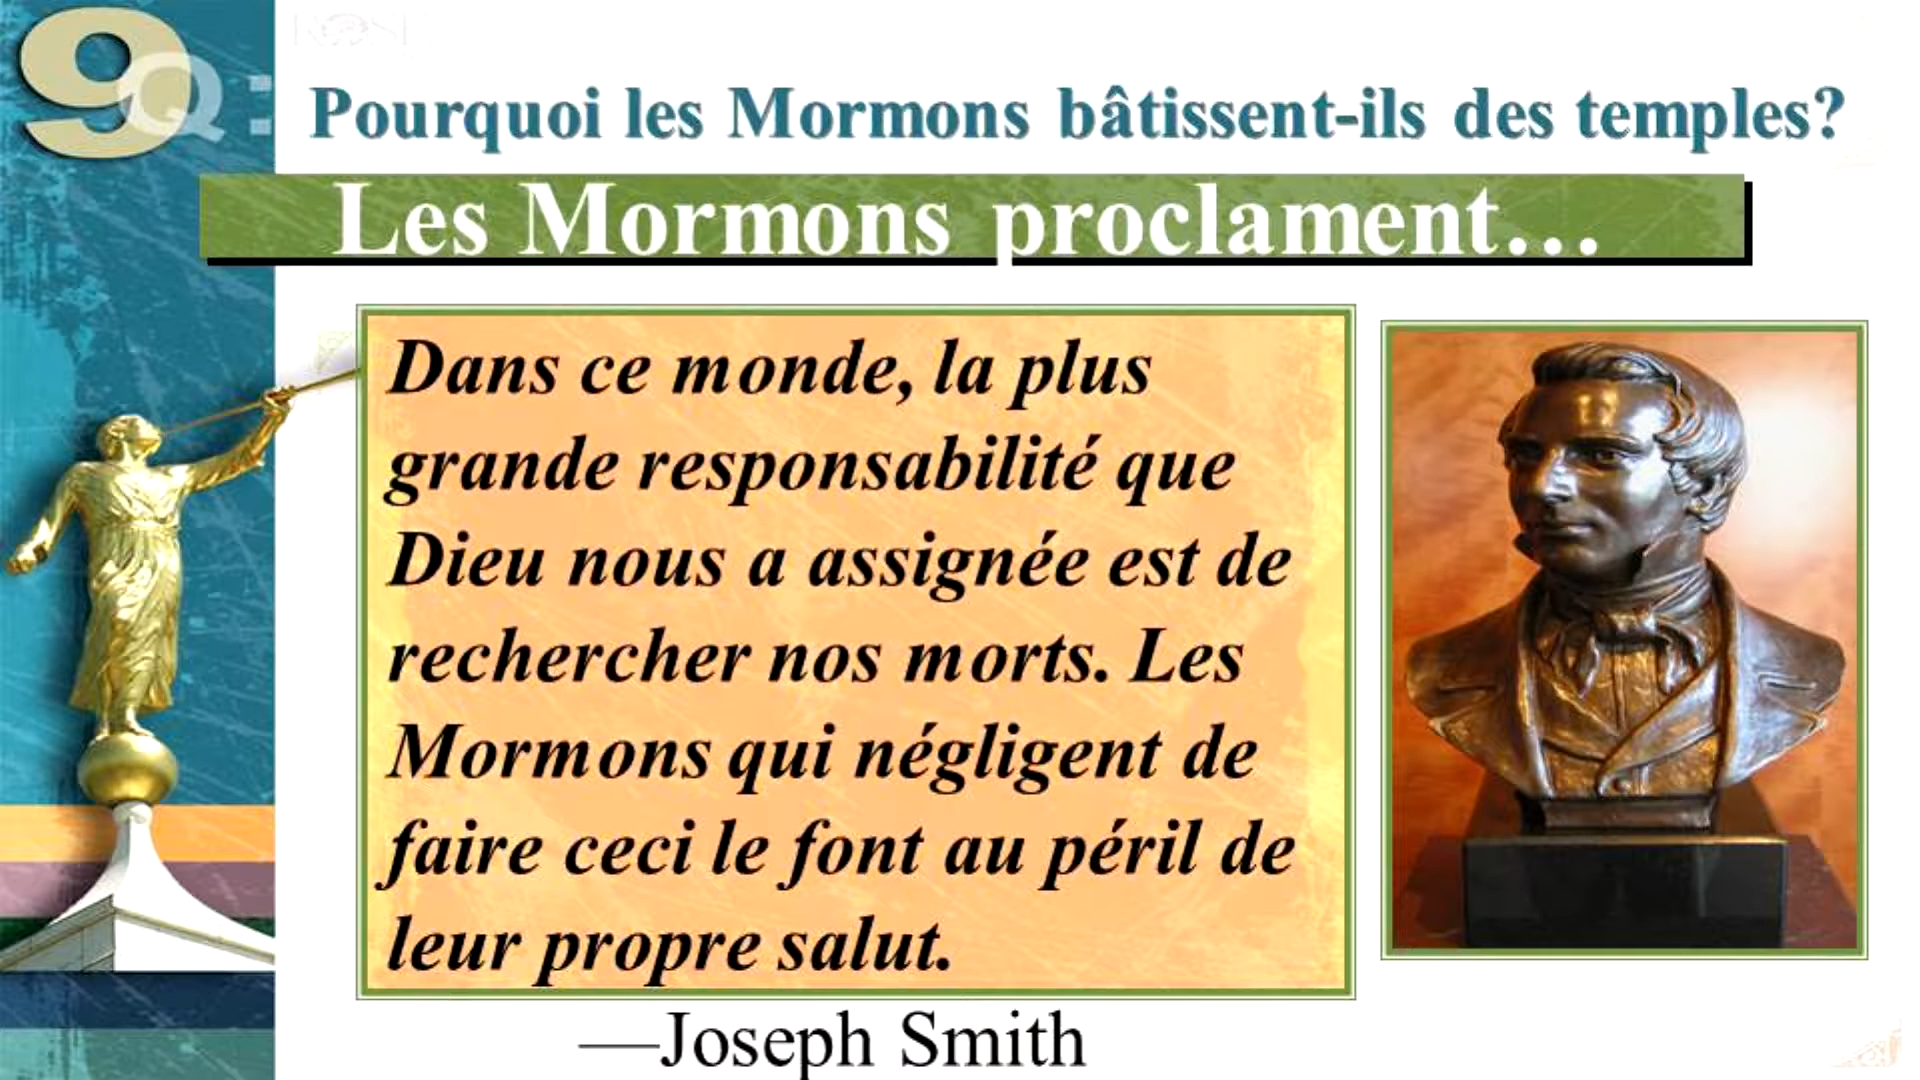 9
Q:
Pourquoi les Mormons bâtissent-ils des temples?
Les Mormons proclament…
Dans ce monde, la plus
grande responsabilité que
Dieu nous a assignée est de
rechercher nos morts. Les
Mormons qui négligent de
faire ceci le font au péril de
leur propre salut.
—Joseph Smith